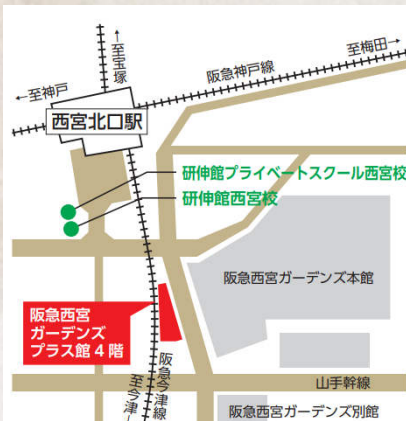 ↑至宝塚
至梅田→
阪急神戸線
←至神戸
西宮北口駅
研伸館プライベートスクール西宮校
研伸館西宮校
阪急西宮ガーデンズ本館
阪急西宮
ガーデンズ
プラス館 4 階
阪急今津線
至今津→
山手幹線
阪急西宮ガーデンズ別館